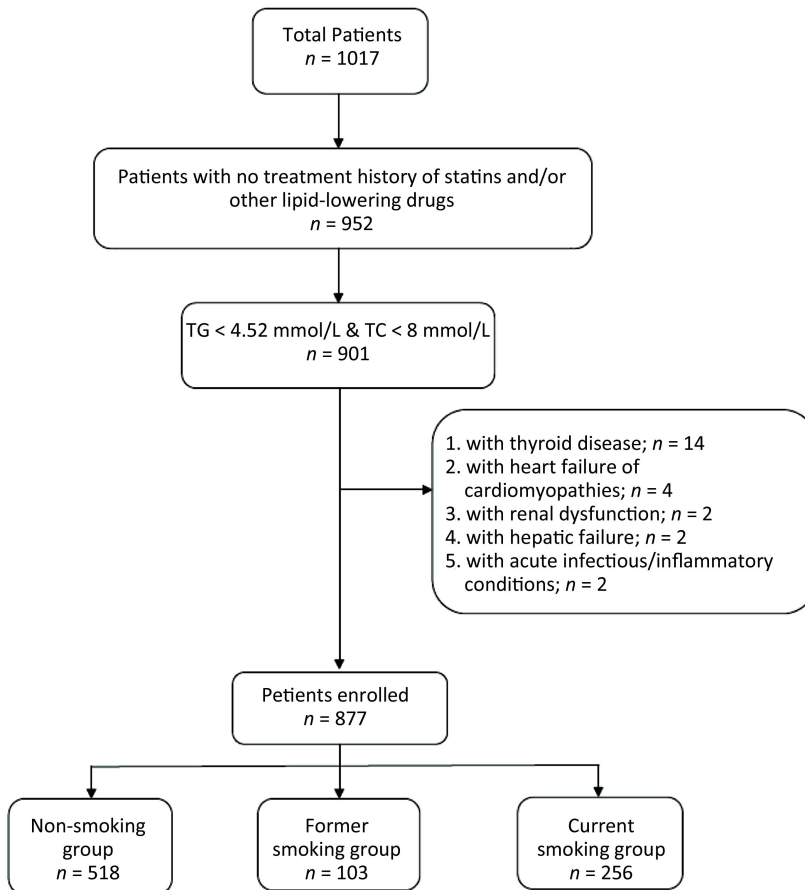 Total Patients
n = 1017
Patients with no treatment history of statins and/or
other lipid-lowering drugs
n = 952
TG < 4.52 mmol/L & TC < 8 mmol/L
n = 901
1. with thyroid disease; n = 14
2. with heart failure of
cardiomyopathies; n = 4
3. with renal dysfunction; n = 2
4. with hepatic failure; n = 2
5. with acute infectious/inflammatory
conditions; n = 2
Petients enrolled
n = 877
Non-smoking
group
n = 518
Former
smoking group
n = 103
Current
smoking group
n = 256